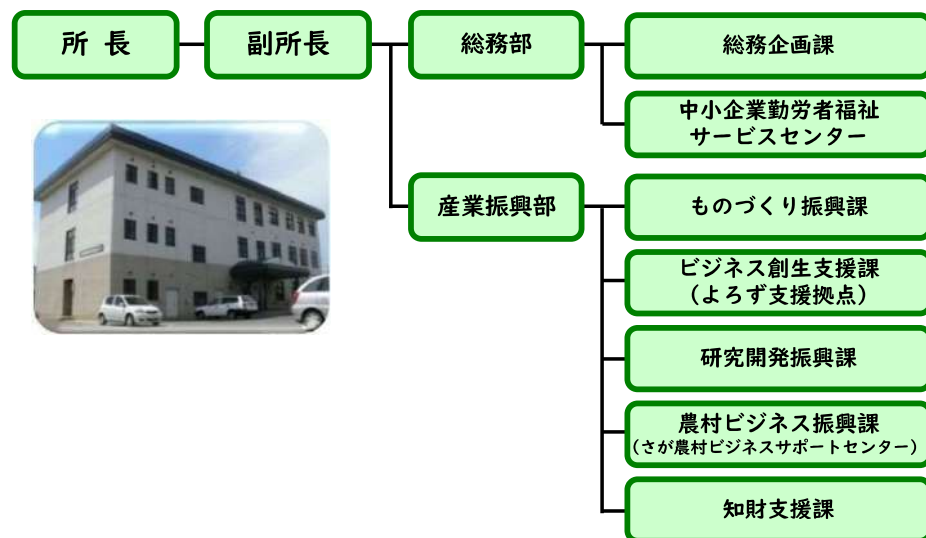 所 長
副所長
総務部
総務企画課
中小企業勤労者福祉
サービスセンター
産業振興部
ものづくり振興課
ビジネス創生支援課
（よろず支援拠点）
研究開発振興課
農村ビジネス振興課
（さが農村ビジネスサポートセンター）
知財支援課